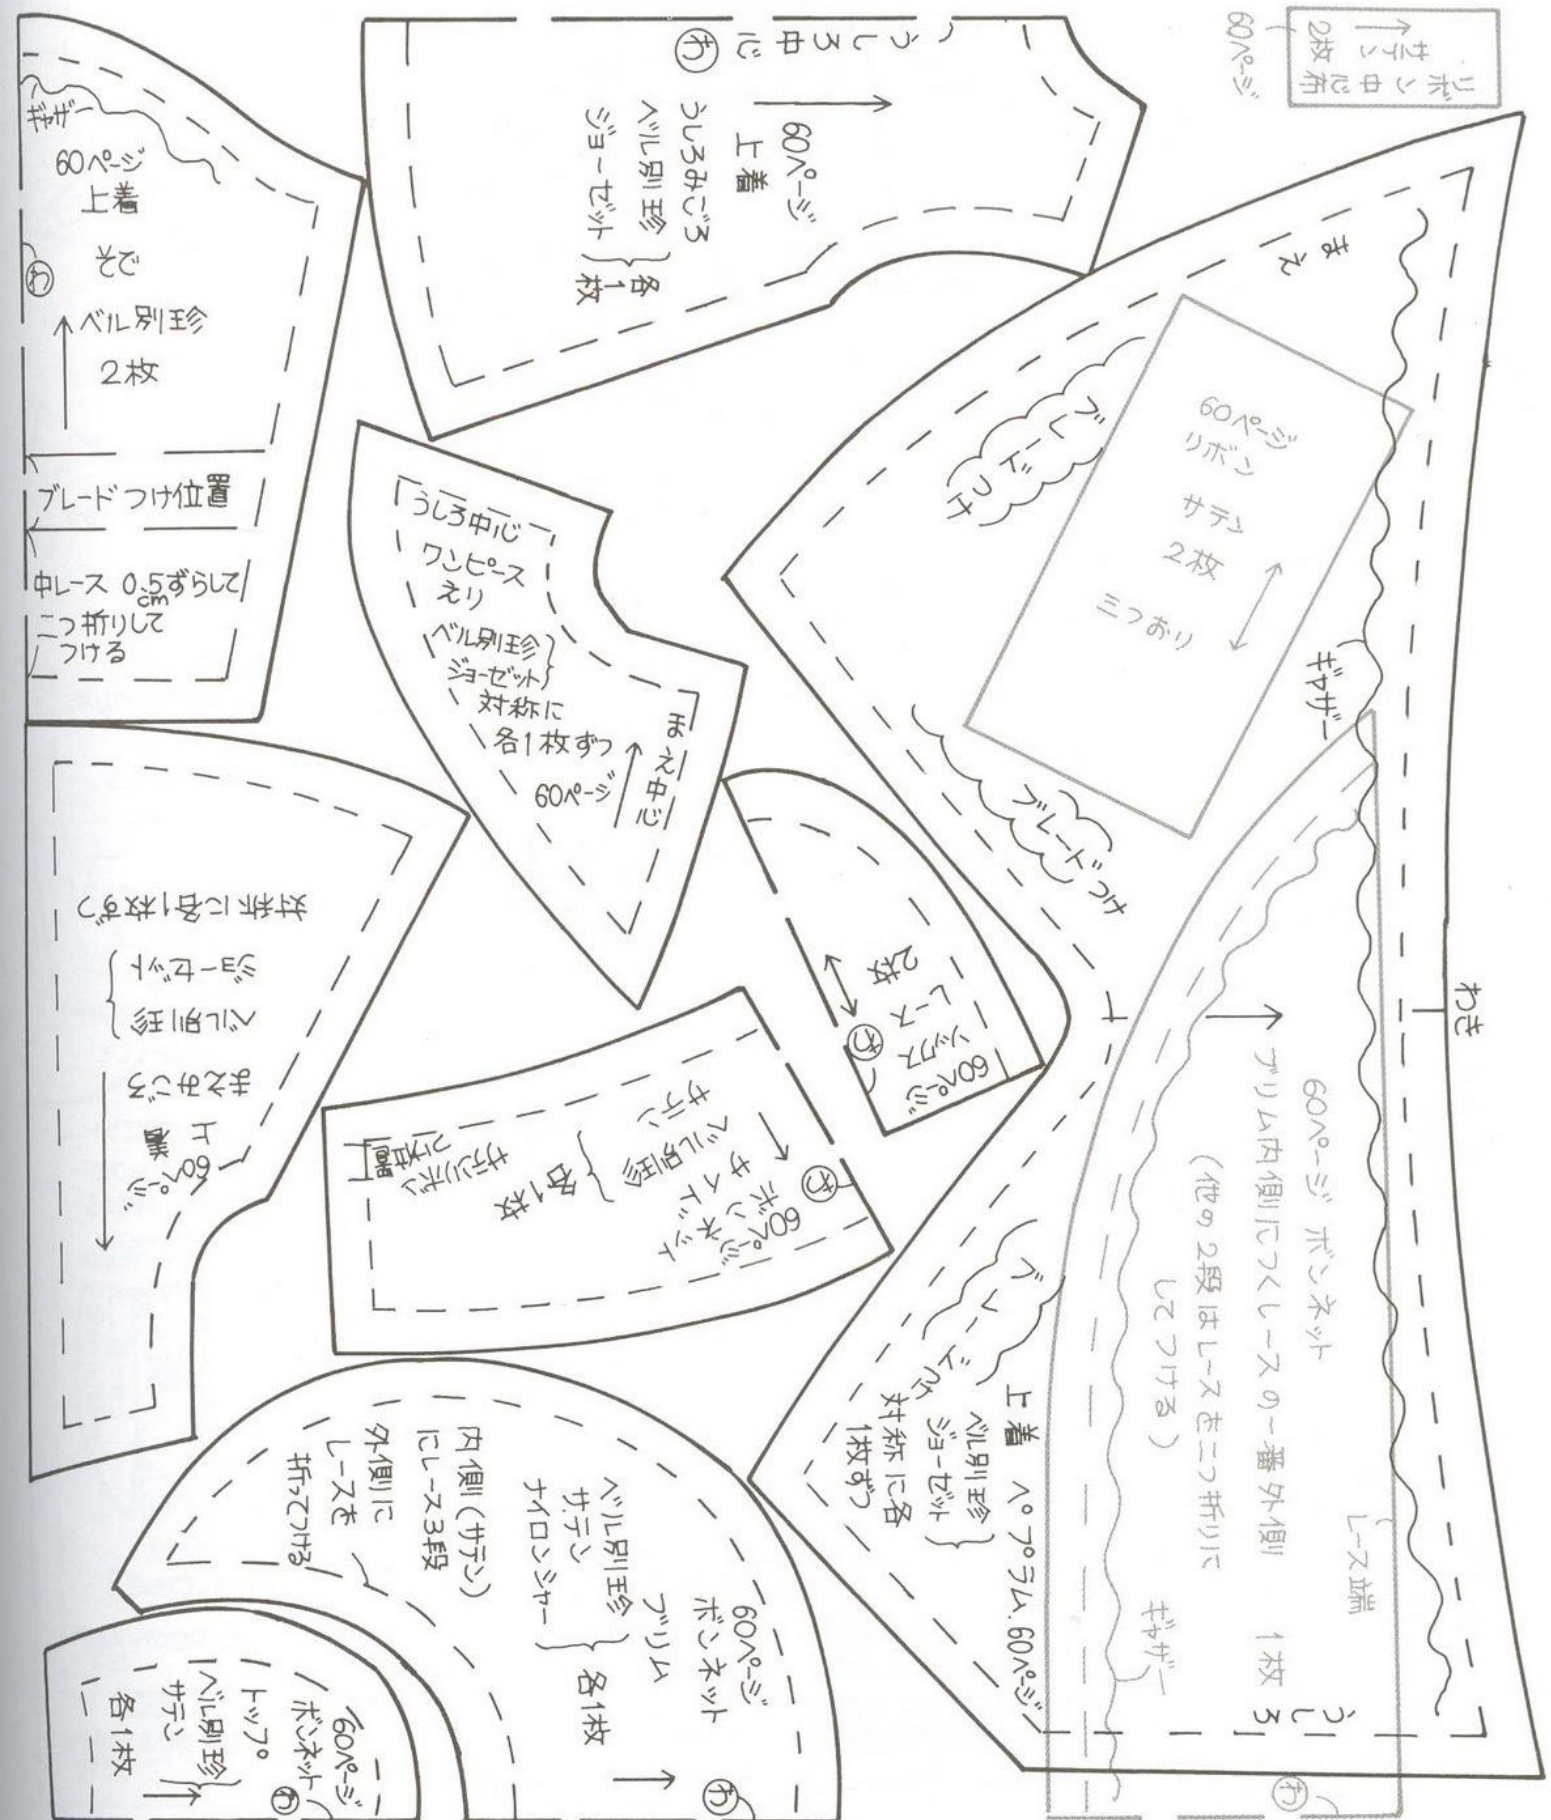 ギャザー
60ページ
上着
そで
わ
ベル別珍
2枚
ブレードつけ位置
中レース 0.5cmずらして
二つ折りして
つける
うしろ中心
わ
60ページ
上着
うしろみごろ
ベル別珍
ジョーゼット
各1枚
リボン中心布
サテン
2枚
60ページ
まえ
ブレードつけ
60ページ
リボン
サテン
2枚
三つおり
ギャザー
ブレードつけ
わき
うしろ中心
ワンピース
えり
ベル別珍
ジョーゼット
対称に
各1枚ずつ
60ページ
まえ中心
60ページ
上着
まえみごろ
ベル別珍
ジョーゼット
対称に各1枚ずつ
60ページ
ソックス
レース
2枚
わ
60ページ
ボンネット
サイド
ベル別珍
サテン
各1枚
サテンリボン
つけ位置
わ
60ページ ボンネット
ブリム内側につくレースの一番外側 1枚
(他の2段はレースを二つ折りに
してつける)
レース端
ギャザー
わ
ブレードつけ
上着 ペプラム.60ページ
ベル別珍
ジョーゼット
対称に各
1枚ずつ
うしろ
60ページ
ボンネット
ブリム
ベル別珍
サテン
ナイロンシャー
各1枚
内側(サテン)
にレース3段
外側に
レースを
折ってつける
わ
60ページ
ボンネット
トップ
ベル別珍
サテン
各1枚
わ